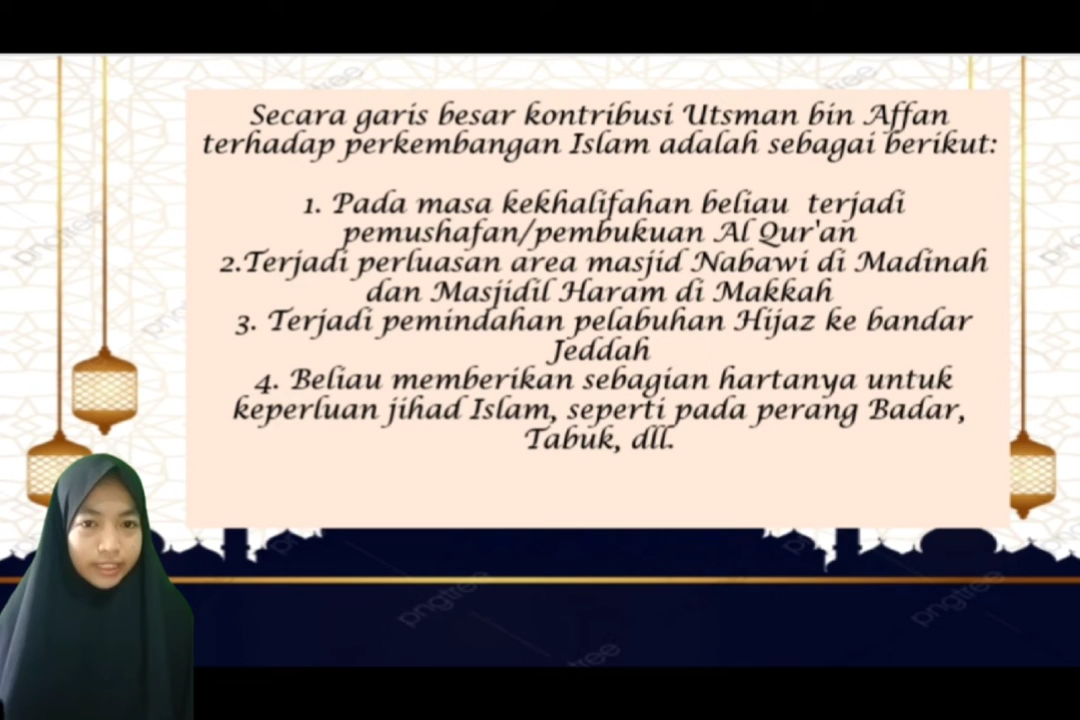 Secara garis besar kontribusi Utsman bin Affan
terhadap perkembangan Islam adalah sebagai berikut:
1. Pada masa kekhalifahan beliau terjadi
pemushafan/pembukuan Al Qur'an
2.Terjadi perluasan area masjid Nabawi di Madinah
dan Masjidil Haram di Makkah
3. Terjadi pemindahan pelabuhan Hijaz ke bandar
Jeddah
4. Beliau memberikan sebagian hartanya untuk
keperluan jihad Islam, seperti pada perang Badar,
Tabuk, dll.
pngtree
pngtree
pngtree